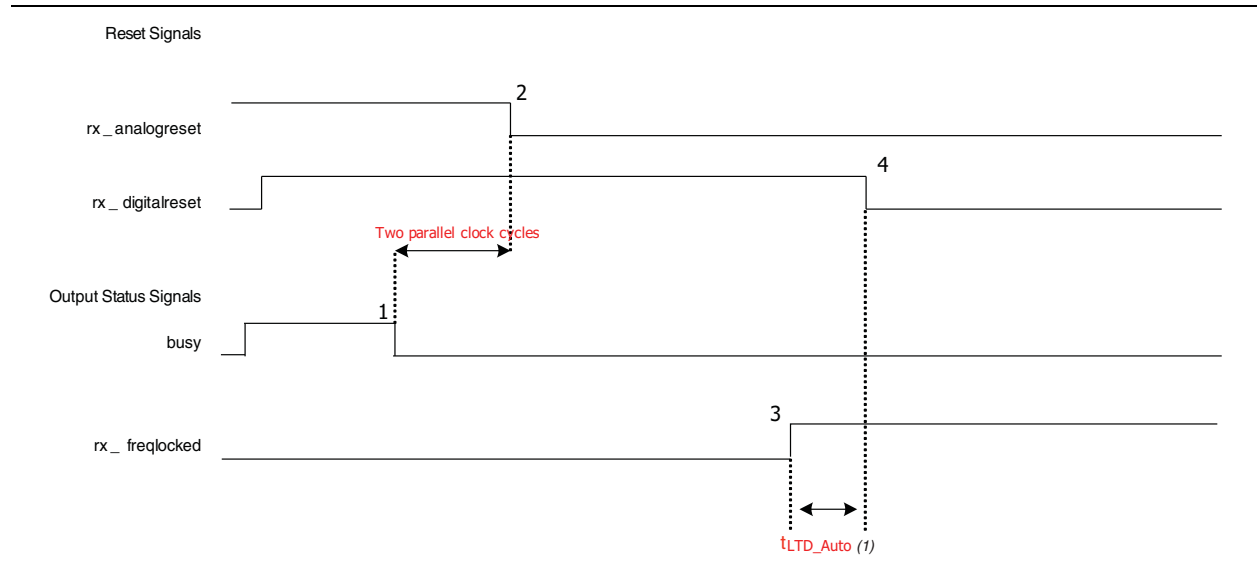 Reset Signals
2
rx _ analogreset
4
rx _ digitalreset
Two parallel clock cycles
Output Status Signals
1
busy
3
rx _ freqlocked
tLTD_Auto (1)